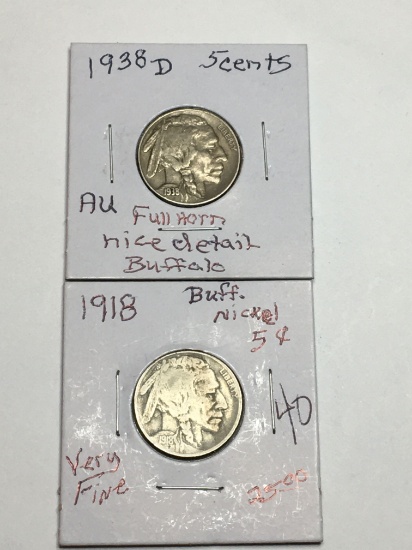 1938 D 5cents
LIBERTY
1938
AU Full Horn
nice detail
Buffalo
1918 Buff.
Nickel
5¢
LIBERTY
1918
40
Very
Fine
25.00